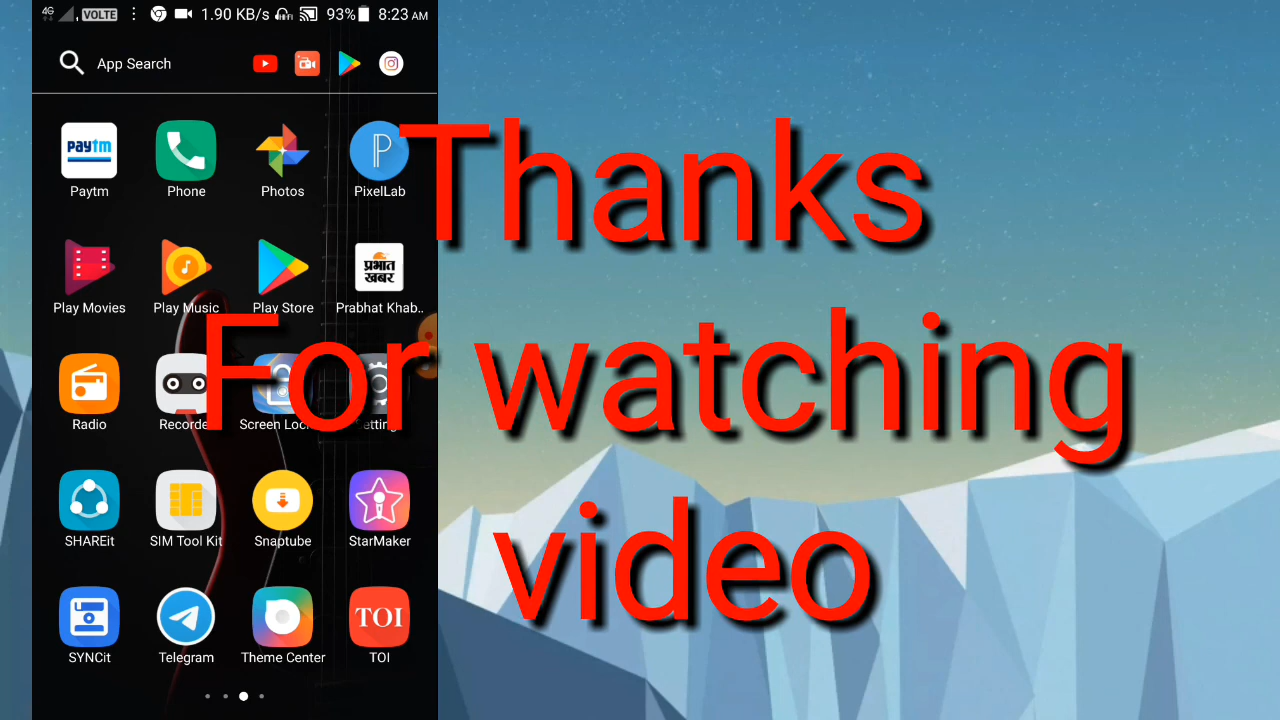 4G VOLTE 1.90 KB/s 93% 8:23 AM
App Search
paytm
Paytm Phone Photos PixelLab
प्रभात
खबर
Play Movies Play Music Play Store Prabhat Khab..
Radio Screen Loc
SHAREit SIM Tool Kit Snaptube StarMaker
TOI
SYNCit Telegram Theme Center TOI
Thanks
For watching
video